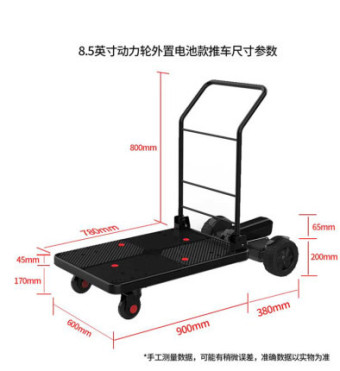 8.5英寸动力轮外置电池款推车尺寸参数
800mm
780mm
65mm
45mm
200mm
170mm
600mm
900mm
380mm
*手工测量数据，可能有稍微误差，准确数据以实物为准